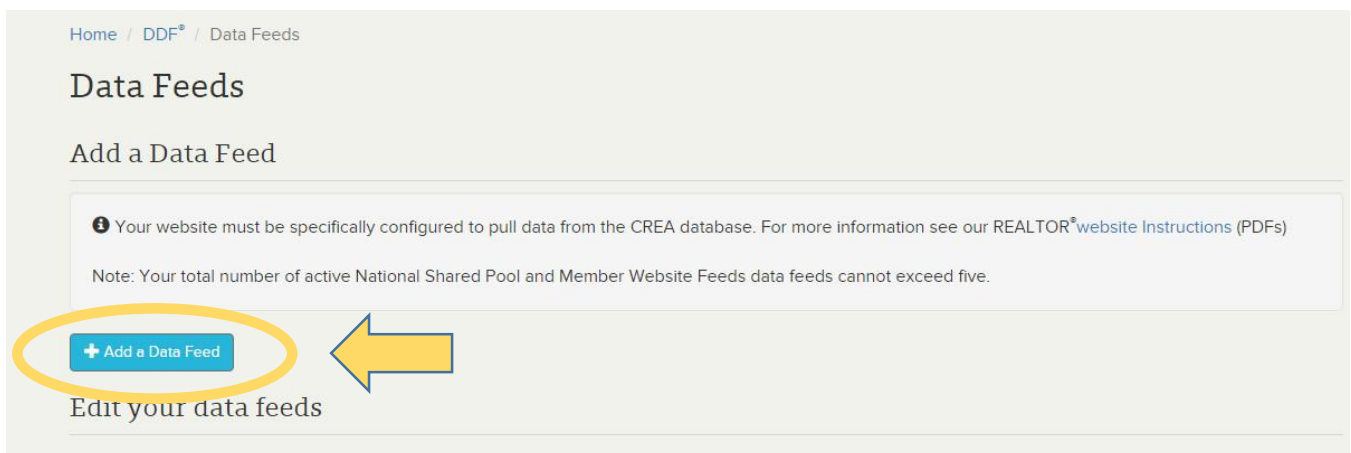 Home / DDF® / Data Feeds
Data Feeds
Add a Data Feed
Your website must be specifically configured to pull data from the CREA database. For more information see our REALTOR®website Instructions (PDFs)
Note: Your total number of active National Shared Pool and Member Website Feeds data feeds cannot exceed five.
+ Add a Data Feed
Edit your data feeds